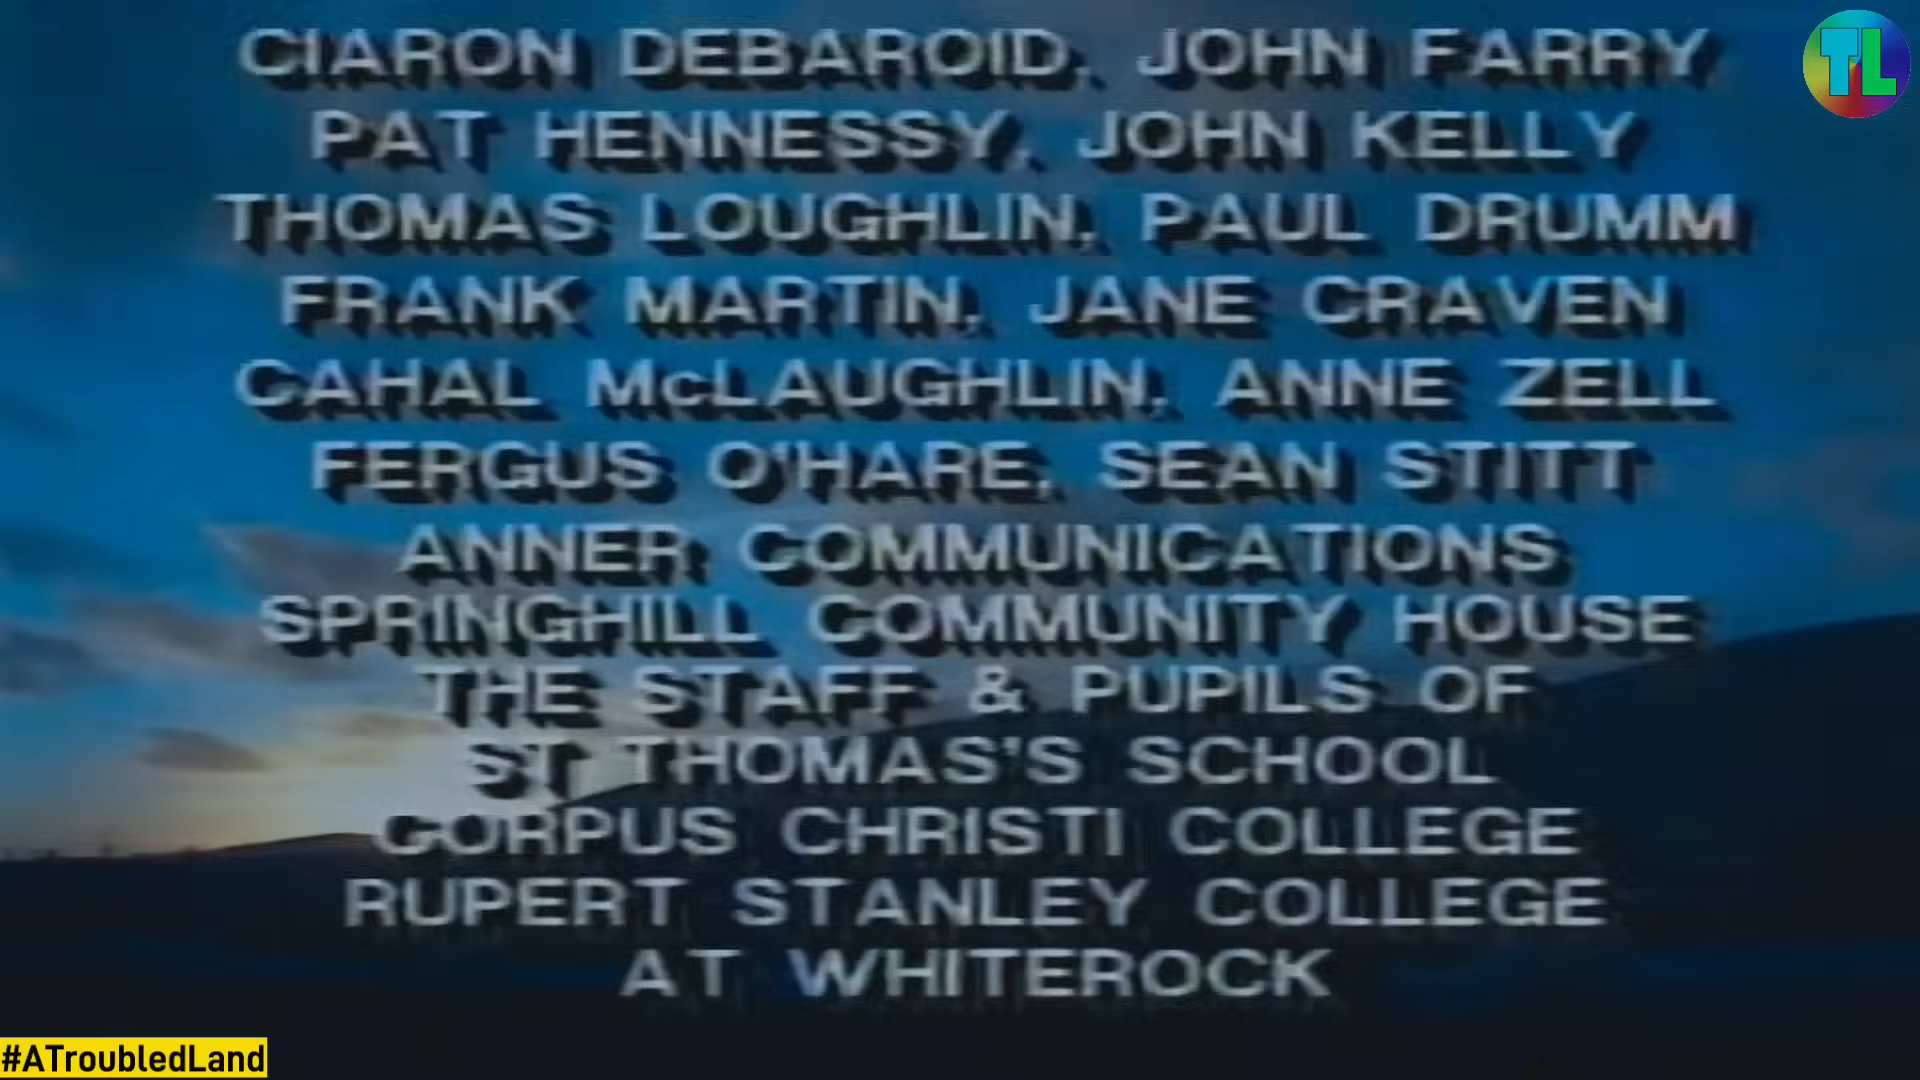 CIARON DEBAROID, JOHN FARRY
PAT HENNESSY, JOHN KELLY
THOMAS LOUGHLIN, PAUL DRUMM
FRANK MARTIN, JANE CRAVEN
CAHAL McLAUGHLIN, ANNE ZELL
FERGUS O'HARE, SEAN STITT
ANNER COMMUNICATIONS
SPRINGHILL COMMUNITY HOUSE
THE STAFF & PUPILS OF
ST THOMAS'S SCHOOL
CORPUS CHRISTI COLLEGE
RUPERT STANLEY COLLEGE
AT WHITEROCK
TL
#ATroubledLand